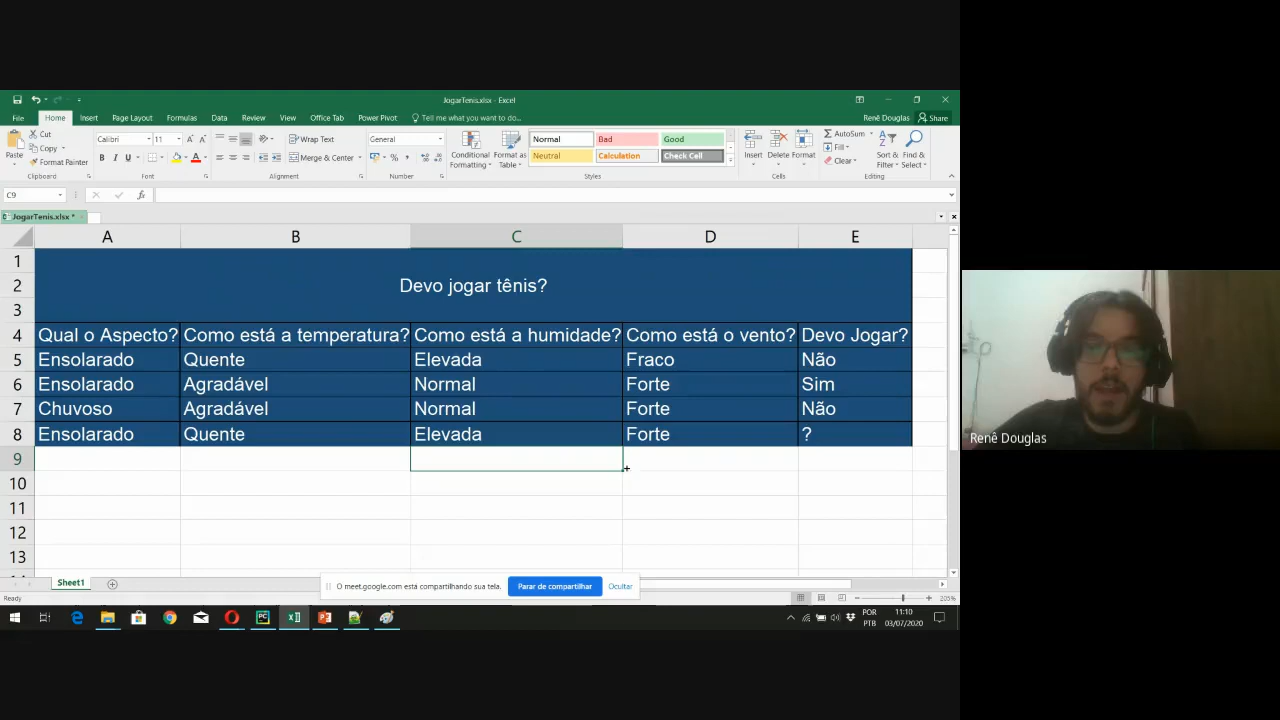 JogarTenis.xlsx - Excel
File Home Insert Page Layout Formulas Data Review View Office Tab Power Pivot Tell me what you want to do... Renê Douglas Share
Paste Cut Copy Format Painter Clipboard
Calibri 11 B I U A A Font
Wrap Text Merge & Center Alignment
General % Number
Conditional Formatting Format as Table
Normal Bad Good
Neutral Calculation Check Cell
Styles
Insert Delete Format Cells
AutoSum Fill Clear Sort & Filter Find & Select Editing
C9 fx
JogarTenis.xlsx *
A B C D E
1
2 Devo jogar tênis?
3
4 Qual o Aspecto? Como está a temperatura? Como está a humidade? Como está o vento? Devo Jogar?
5 Ensolarado Quente Elevada Fraco Não
6 Ensolarado Agradável Normal Forte Sim
7 Chuvoso Agradável Normal Forte Não
8 Ensolarado Quente Elevada Forte ?
9
10
11
12
13
Sheet1
O meet.google.com está compartilhando sua tela. Parar de compartilhar Ocultar
Ready 205%
POR 11:10
PTB 03/07/2020
Renê Douglas